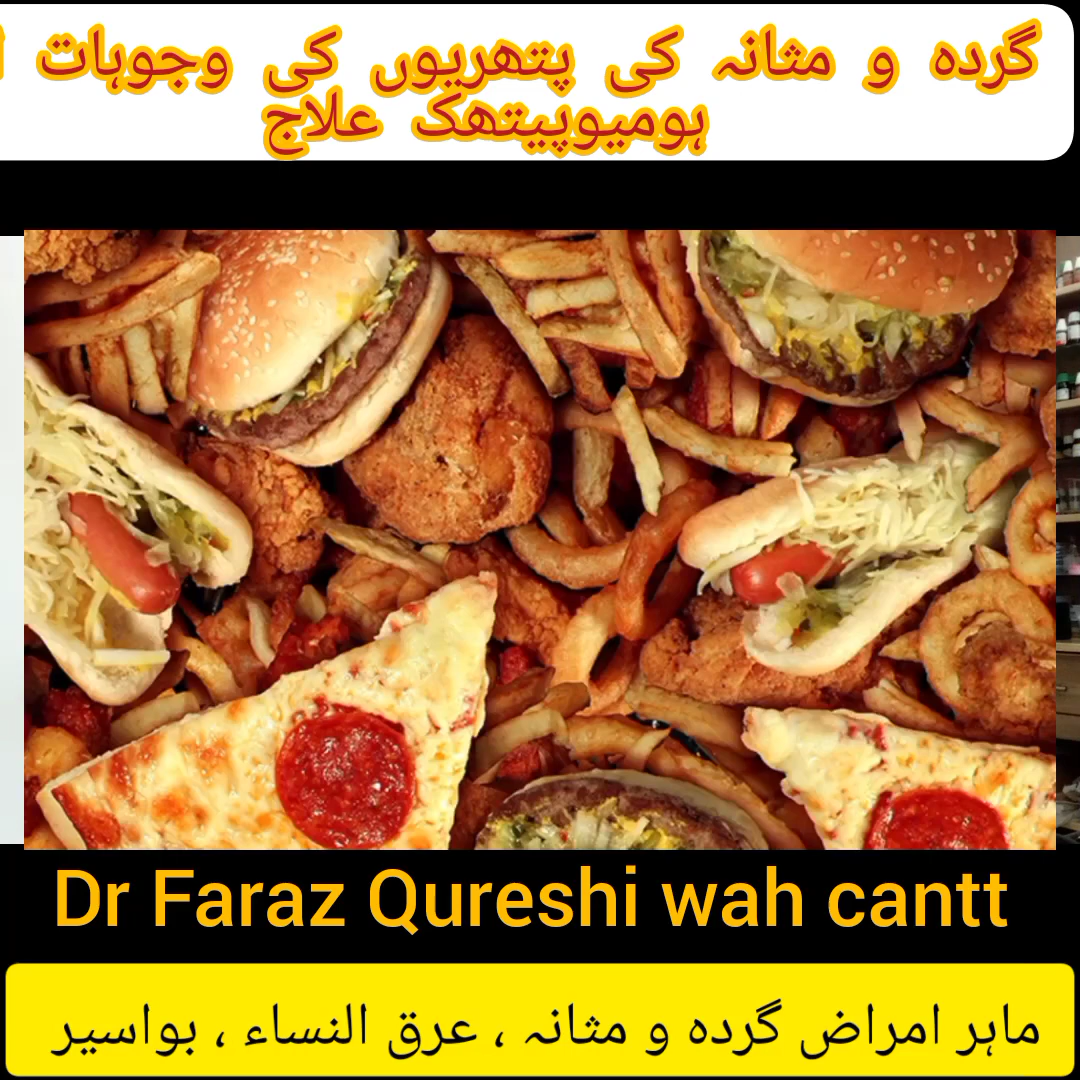 گردہ و مثانہ کی پتھریوں کی وجوہات
ہومیوپیتھک علاج
Dr Faraz Qureshi wah cantt
ماہر امراض گردہ و مثانہ ، عرق النساء ، بواسیر